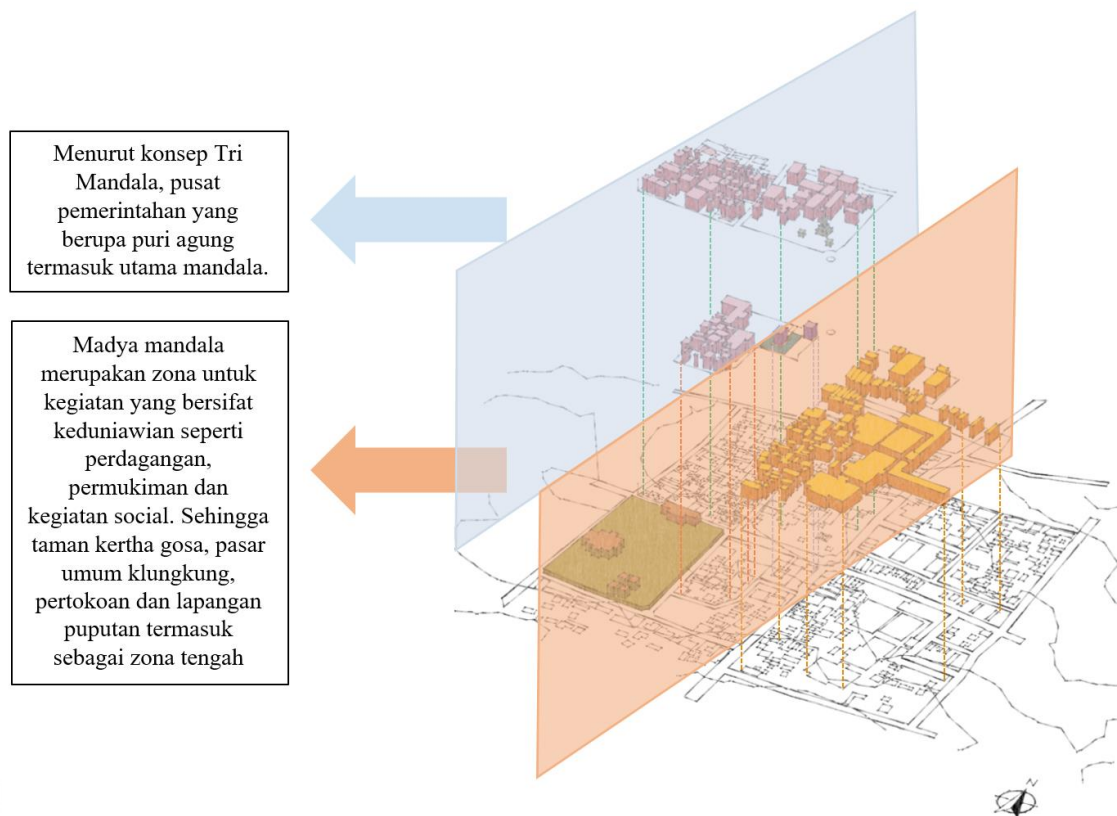 Menurut konsep Tri
Mandala, pusat
pemerintahan yang
berupa puri agung
termasuk utama mandala.
Madya mandala
merupakan zona untuk
kegiatan yang bersifat
keduniawian seperti
perdagangan,
permukiman dan
kegiatan social. Sehingga
taman kertha gosa, pasar
umum klungkung,
pertokoan dan lapangan
puputan termasuk
sebagai zona tengah
N